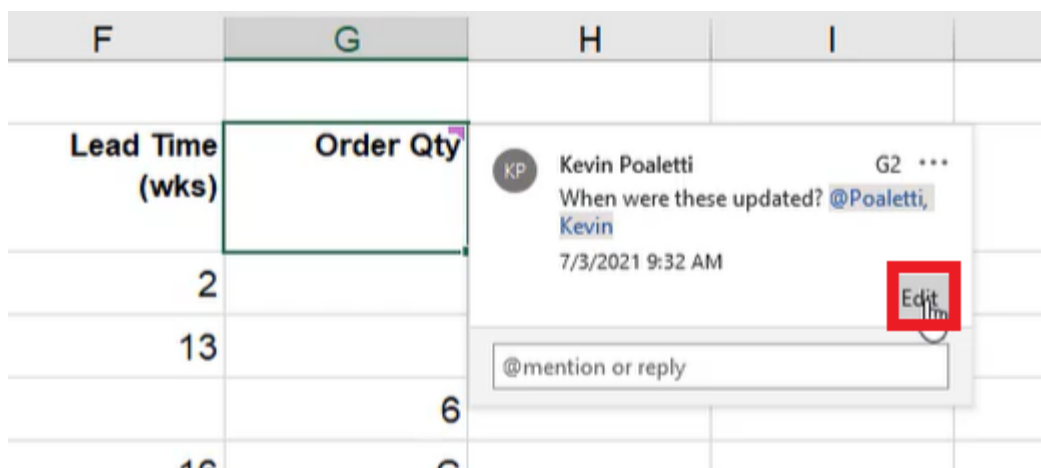 F G H I
Lead Time Order Qty
(wks)
KP Kevin Poaletti G2 •••
When were these updated? @Poaletti,
Kevin
7/3/2021 9:32 AM
Edit
2
13
@mention or reply
6